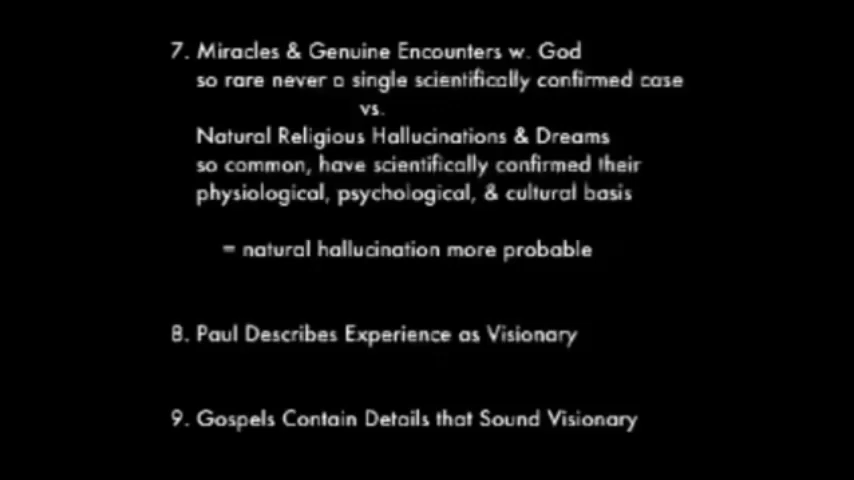 7. Miracles & Genuine Encounters w. God
so rare never a single scientifically confirmed case
vs.
Natural Religious Hallucinations & Dreams
so common, have scientifically confirmed their
physiological, psychological, & cultural basis
= natural hallucination more probable
8. Paul Describes Experience as Visionary
9. Gospels Contain Details that Sound Visionary